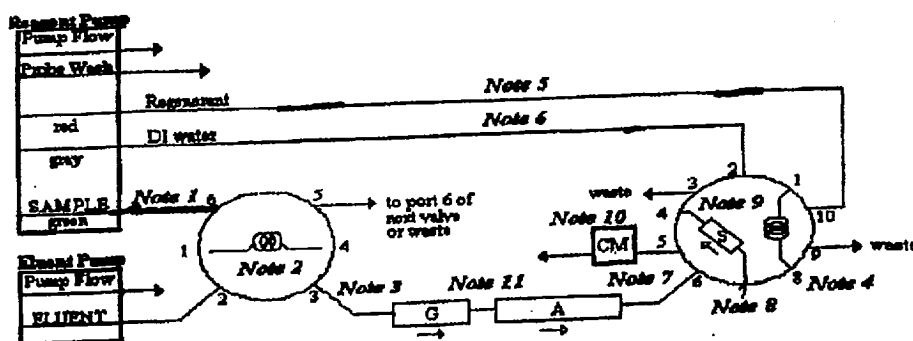 Reagent Pump
Pump Flow
Probe Wash
Regenerant
Note 5
red
DI water
Note 6
gray
SAMPLE
green
Note 1
6
5
to port 6 of
next valve
or waste
1
4
Note 2
2
3
Eluent Pump
Pump Flow
ELUENT
Note 3
G
Note 11
A
Note 7
waste
3
2
1
4
Note 9
10
Note 10
CM
5
S
9
waste
6
8
Note 4
Note 8